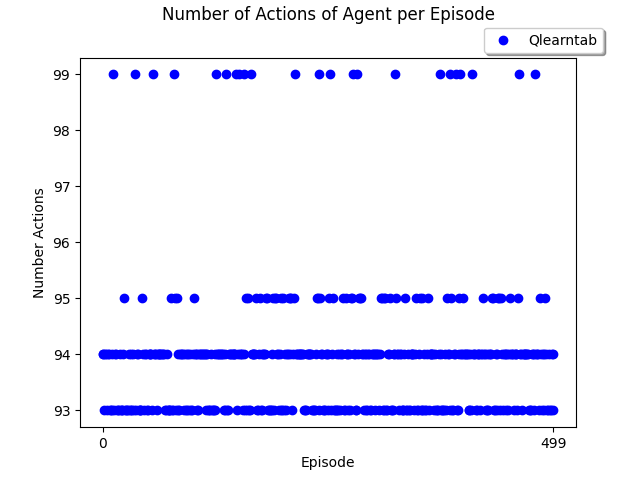 Number of Actions of Agent per Episode
Qlearntab
99
98
97
96
95
94
93
Number Actions
0
499
Episode